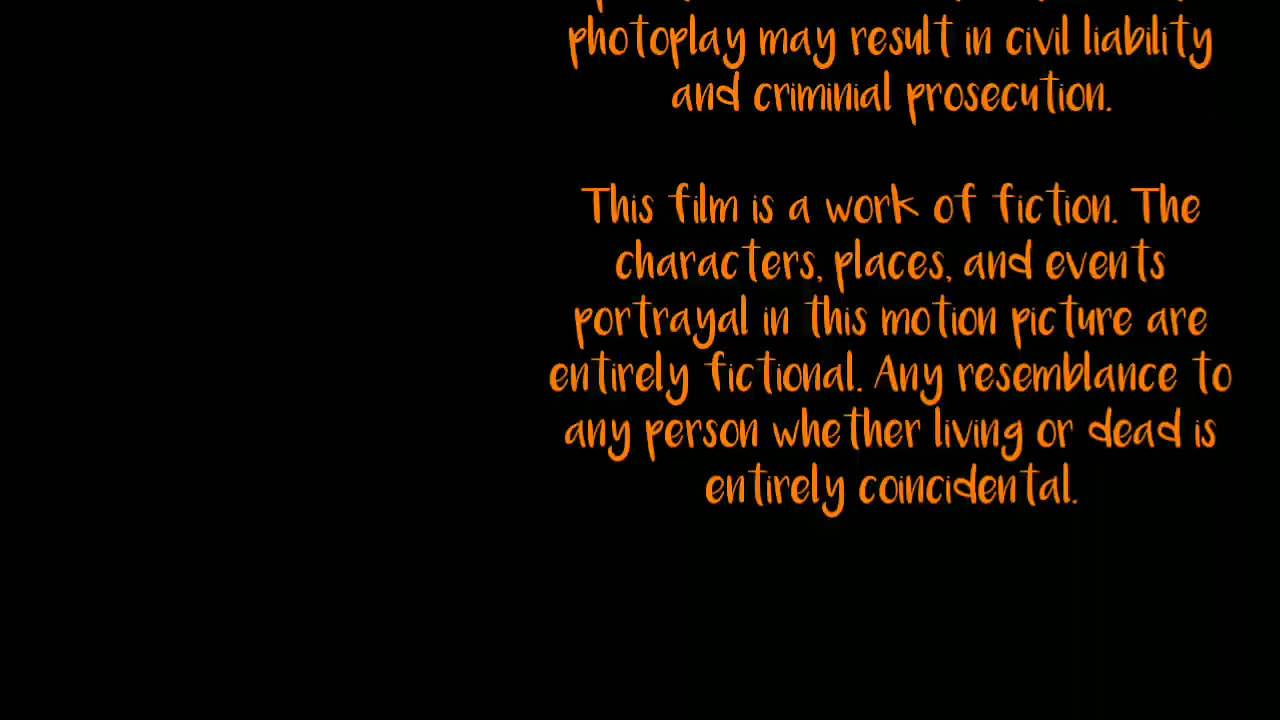 photoplay may result in civil liability
and criminial prosecution.
This film is a work of fiction. The
characters, places, and events
portrayal in this motion picture are
entirely fictional. Any resemblance to
any person whether living or dead is
entirely coincidental.